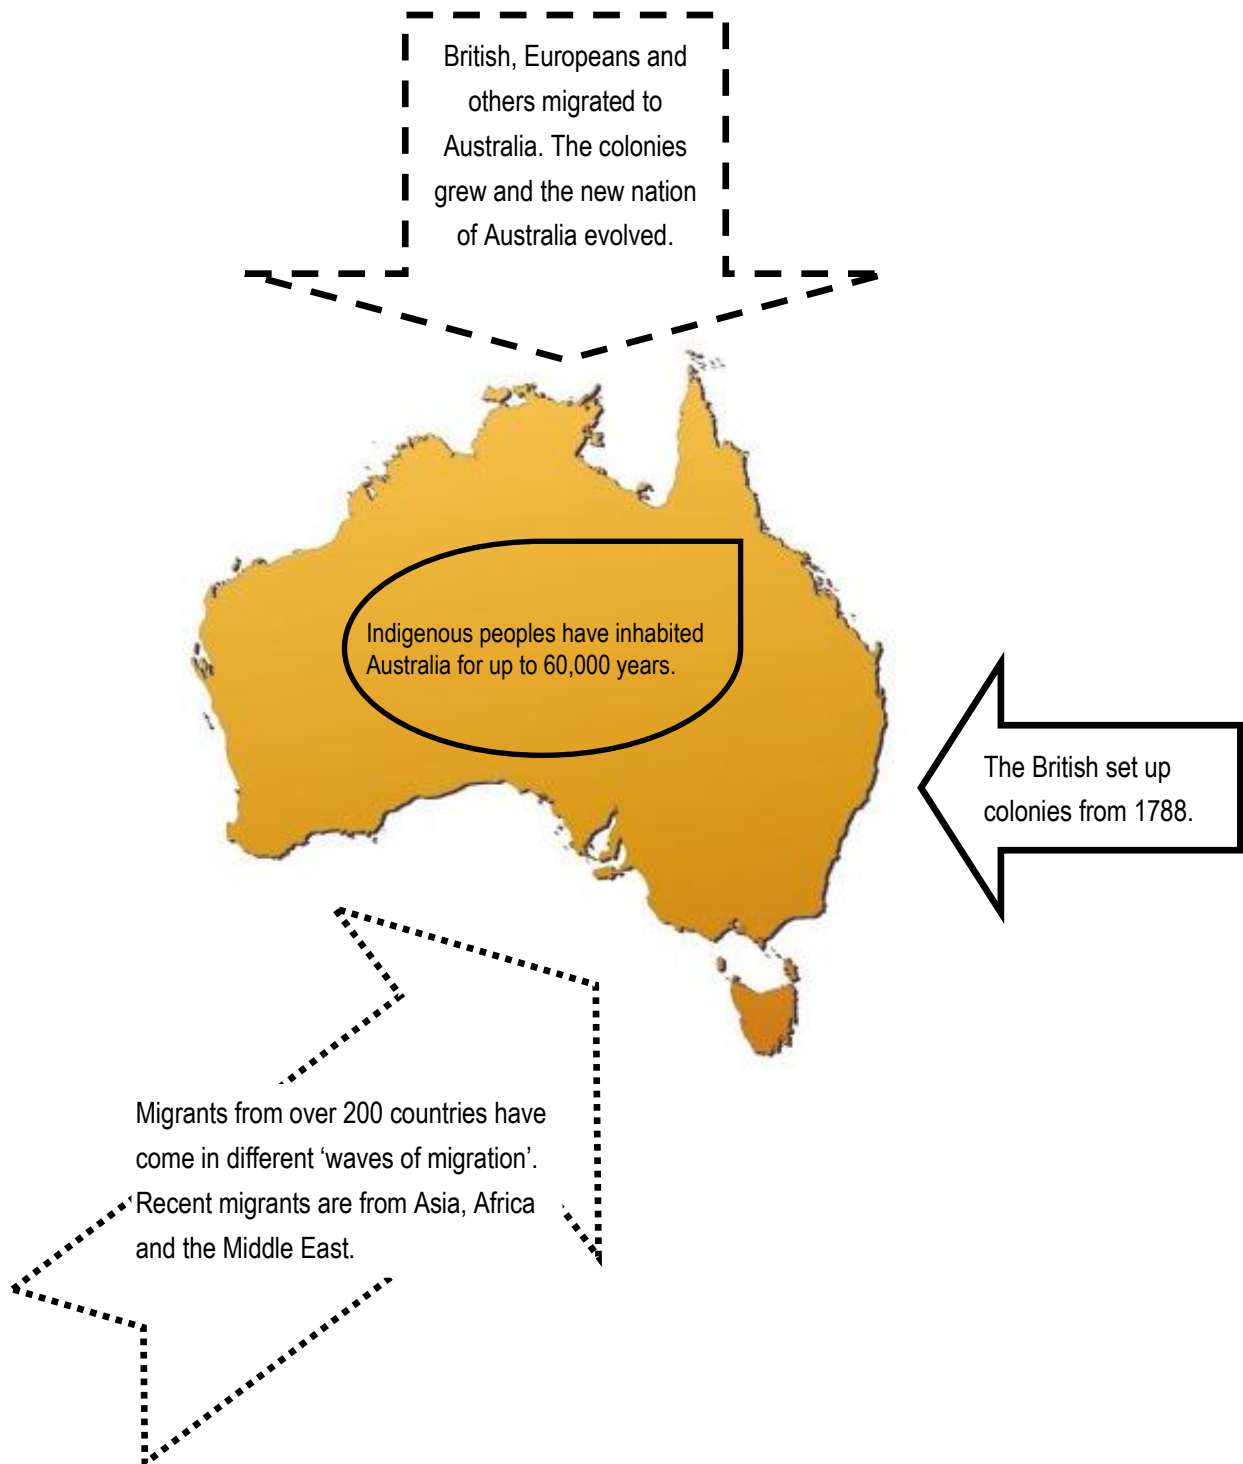 British, Europeans and
others migrated to
Australia. The colonies
grew and the new nation
of Australia evolved.
Indigenous peoples have inhabited
Australia for up to 60,000 years.
The British set up
colonies from 1788.
Migrants from over 200 countries have
come in different ‘waves of migration’.
Recent migrants are from Asia, Africa
and the Middle East.